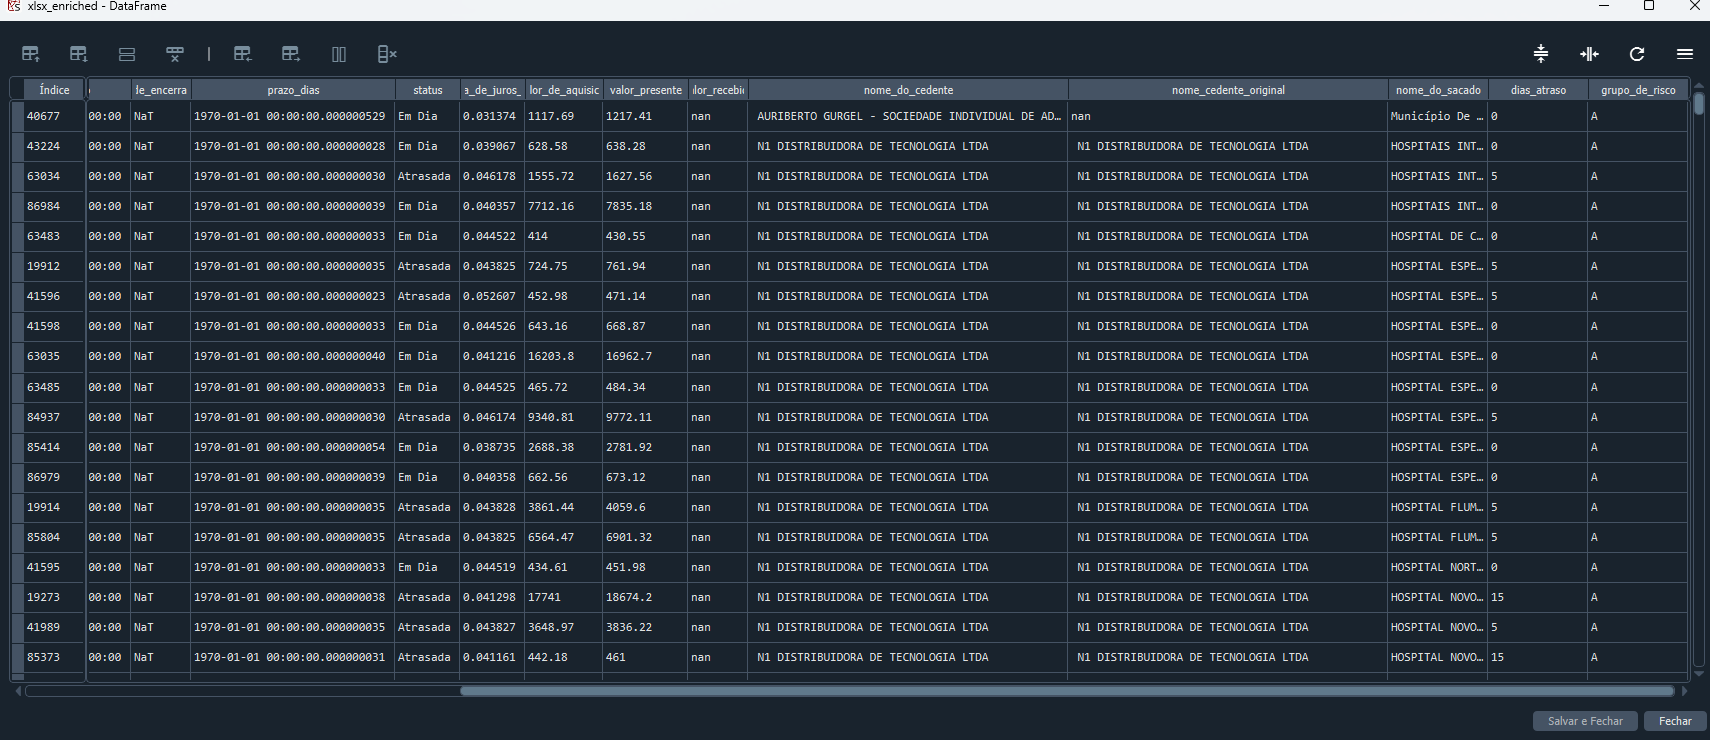 xlsx_enriched - DataFrame
Índice de_encerra prazo_dias status a_de_juros_ lor_de_aquisic valor_presente lor_recebid nome_do_cedente nome_cedente_original nome_do_sacado dias_atraso grupo_de_risco
40677 00:00 NaT 1970-01-01 00:00:00.000000529 Em Dia 0.031374 1117.69 1217.41 nan AURIBERTO GURGEL - SOCIEDADE INDIVIDUAL DE AD… nan Município De … 0 A
43224 00:00 NaT 1970-01-01 00:00:00.000000028 Em Dia 0.039067 628.58 638.28 nan N1 DISTRIBUIDORA DE TECNOLOGIA LTDA N1 DISTRIBUIDORA DE TECNOLOGIA LTDA HOSPITAIS INT… 0 A
63034 00:00 NaT 1970-01-01 00:00:00.000000030 Atrasada 0.046178 1555.72 1627.56 nan N1 DISTRIBUIDORA DE TECNOLOGIA LTDA N1 DISTRIBUIDORA DE TECNOLOGIA LTDA HOSPITAIS INT… 5 A
86984 00:00 NaT 1970-01-01 00:00:00.000000039 Em Dia 0.040357 7712.16 7835.18 nan N1 DISTRIBUIDORA DE TECNOLOGIA LTDA N1 DISTRIBUIDORA DE TECNOLOGIA LTDA HOSPITAIS INT… 0 A
63483 00:00 NaT 1970-01-01 00:00:00.000000033 Em Dia 0.044522 414 430.55 nan N1 DISTRIBUIDORA DE TECNOLOGIA LTDA N1 DISTRIBUIDORA DE TECNOLOGIA LTDA HOSPITAL DE C… 0 A
19912 00:00 NaT 1970-01-01 00:00:00.000000035 Atrasada 0.043825 724.75 761.94 nan N1 DISTRIBUIDORA DE TECNOLOGIA LTDA N1 DISTRIBUIDORA DE TECNOLOGIA LTDA HOSPITAL ESPE… 5 A
41596 00:00 NaT 1970-01-01 00:00:00.000000023 Atrasada 0.052607 452.98 471.14 nan N1 DISTRIBUIDORA DE TECNOLOGIA LTDA N1 DISTRIBUIDORA DE TECNOLOGIA LTDA HOSPITAL ESPE… 5 A
41598 00:00 NaT 1970-01-01 00:00:00.000000033 Em Dia 0.044526 643.16 668.87 nan N1 DISTRIBUIDORA DE TECNOLOGIA LTDA N1 DISTRIBUIDORA DE TECNOLOGIA LTDA HOSPITAL ESPE… 0 A
63035 00:00 NaT 1970-01-01 00:00:00.000000040 Em Dia 0.041216 16203.8 16962.7 nan N1 DISTRIBUIDORA DE TECNOLOGIA LTDA N1 DISTRIBUIDORA DE TECNOLOGIA LTDA HOSPITAL ESPE… 0 A
63485 00:00 NaT 1970-01-01 00:00:00.000000033 Em Dia 0.044525 465.72 484.34 nan N1 DISTRIBUIDORA DE TECNOLOGIA LTDA N1 DISTRIBUIDORA DE TECNOLOGIA LTDA HOSPITAL ESPE… 0 A
84937 00:00 NaT 1970-01-01 00:00:00.000000030 Atrasada 0.046174 9340.81 9772.11 nan N1 DISTRIBUIDORA DE TECNOLOGIA LTDA N1 DISTRIBUIDORA DE TECNOLOGIA LTDA HOSPITAL ESPE… 5 A
85414 00:00 NaT 1970-01-01 00:00:00.000000054 Em Dia 0.038735 2688.38 2781.92 nan N1 DISTRIBUIDORA DE TECNOLOGIA LTDA N1 DISTRIBUIDORA DE TECNOLOGIA LTDA HOSPITAL ESPE… 0 A
86979 00:00 NaT 1970-01-01 00:00:00.000000039 Em Dia 0.040358 662.56 673.12 nan N1 DISTRIBUIDORA DE TECNOLOGIA LTDA N1 DISTRIBUIDORA DE TECNOLOGIA LTDA HOSPITAL ESPE… 0 A
19914 00:00 NaT 1970-01-01 00:00:00.000000035 Atrasada 0.043828 3861.44 4059.6 nan N1 DISTRIBUIDORA DE TECNOLOGIA LTDA N1 DISTRIBUIDORA DE TECNOLOGIA LTDA HOSPITAL FLUM… 5 A
85804 00:00 NaT 1970-01-01 00:00:00.000000035 Atrasada 0.043825 6564.47 6901.32 nan N1 DISTRIBUIDORA DE TECNOLOGIA LTDA N1 DISTRIBUIDORA DE TECNOLOGIA LTDA HOSPITAL FLUM… 5 A
41595 00:00 NaT 1970-01-01 00:00:00.000000033 Em Dia 0.044519 434.61 451.98 nan N1 DISTRIBUIDORA DE TECNOLOGIA LTDA N1 DISTRIBUIDORA DE TECNOLOGIA LTDA HOSPITAL NORT… 0 A
19273 00:00 NaT 1970-01-01 00:00:00.000000038 Atrasada 0.041298 17741 18674.2 nan N1 DISTRIBUIDORA DE TECNOLOGIA LTDA N1 DISTRIBUIDORA DE TECNOLOGIA LTDA HOSPITAL NOVO… 15 A
41989 00:00 NaT 1970-01-01 00:00:00.000000035 Atrasada 0.043827 3648.97 3836.22 nan N1 DISTRIBUIDORA DE TECNOLOGIA LTDA N1 DISTRIBUIDORA DE TECNOLOGIA LTDA HOSPITAL NOVO… 5 A
85373 00:00 NaT 1970-01-01 00:00:00.000000031 Atrasada 0.041161 442.18 461 nan N1 DISTRIBUIDORA DE TECNOLOGIA LTDA N1 DISTRIBUIDORA DE TECNOLOGIA LTDA HOSPITAL NOVO… 15 A
Salvar e Fechar Fechar